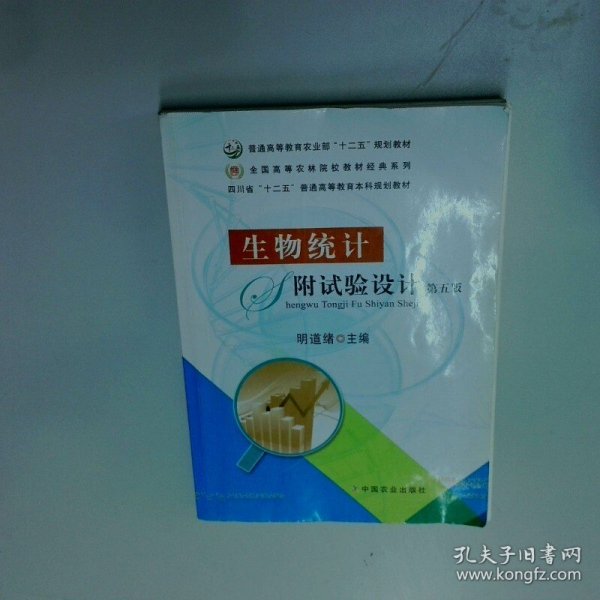 普通高等教育农业部“十二五”规划教材
全国高等农林院校教材经典系列
四川省“十二五”普通高等教育本科规划教材
生物统计
附试验设计 第五版
Shengwu Tongji Fu Shiyan Sheji
明道绪 主编
中国农业出版社
孔夫子旧书网
www.kongfz.com